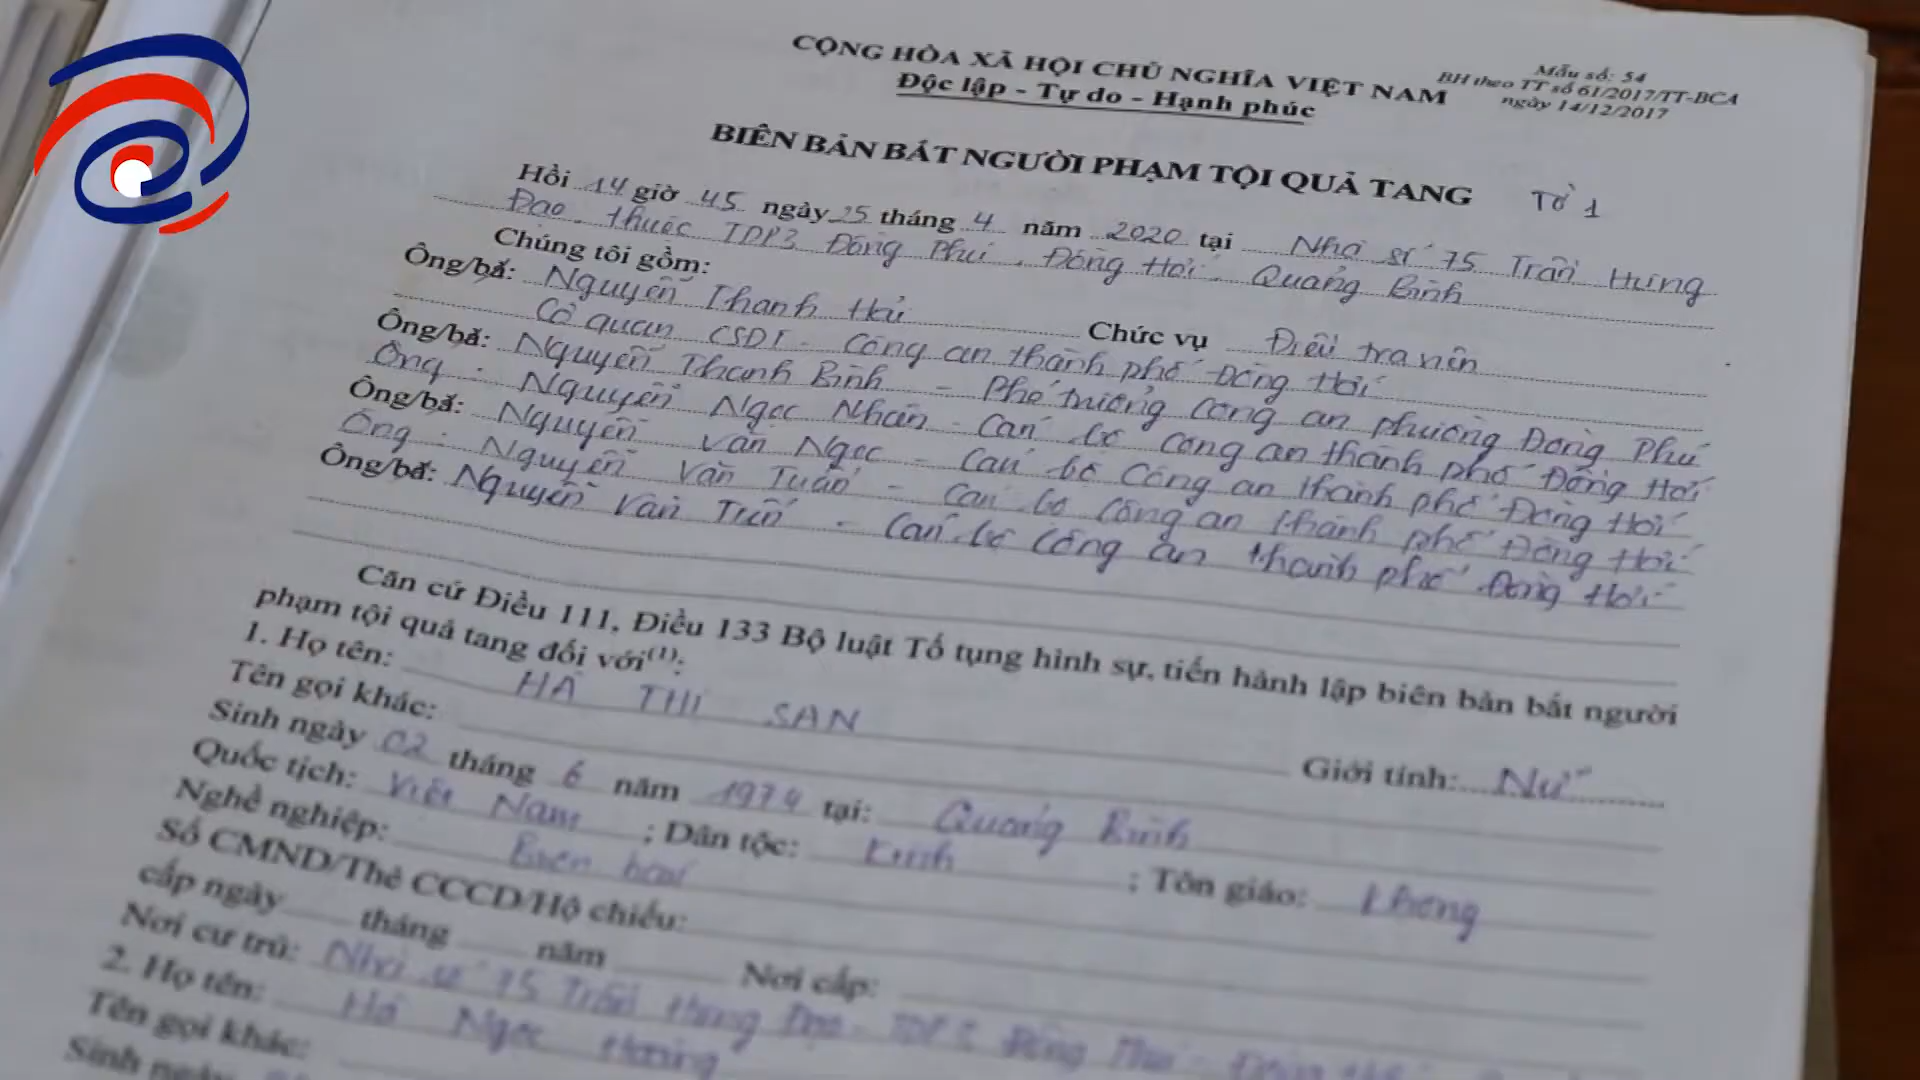 CỘNG HÒA XÃ HỘI CHỦ NGHĨA VIỆT NAM
Độc lập - Tự do - Hạnh phúc
Mẫu số: 54
BH theo TT số 61/2017/TT-BCA
ngày 14/12/2017
BIÊN BẢN BẮT NGƯỜI PHẠM TỘI QUẢ TANG
Tờ 1
Hồi 14 giờ 45 ngày 25 tháng 4 năm 2020 tại Nhà số 75 Trần Hưng
Đạo thuộc TDP3, Đồng Phú, Đồng Hới, Quảng Bình
Chúng tôi gồm:
Ông/bà: Nguyễn Thanh Hải Chức vụ Điều tra viên
Cơ quan CSĐT - Công an thành phố Đồng Hới
Ông/bà: Nguyễn Thanh Bình - Phó trưởng Công an phường Đồng Phú
Ông: Nguyễn Ngọc Nhân - Cán bộ Công an thành phố Đồng Hới
Ông/bà: Nguyễn Văn Ngọc - Cán bộ Công an thành phố Đồng Hới
Ông: Nguyễn Văn Tuấn - Cán bộ Công an thành phố Đồng Hới
Ông/bà: Nguyễn Văn - Cán bộ Công an thành phố Đồng Hới
Căn cứ Điều 111, Điều 133 Bộ luật Tố tụng hình sự, tiến hành lập biên bản bắt người
phạm tội quả tang đối với(1):
1. Họ tên: HÀ THỊ SAN
Tên gọi khác: Giới tính: Nữ
Sinh ngày 02 tháng 6 năm 1974 tại: Quảng Bình
Quốc tịch: Việt Nam ; Dân tộc: Kinh ; Tôn giáo: Không
Nghề nghiệp: Buôn bán
Số CMND/Thẻ CCCD/Hộ chiếu:
cấp ngày tháng năm Nơi cấp:
Nơi cư trú: Nhà số 75 Trần Hưng Đạo - TDP3 Đồng Phú -
2. Họ tên: Ngọc
Tên gọi khác:
Sinh ngày